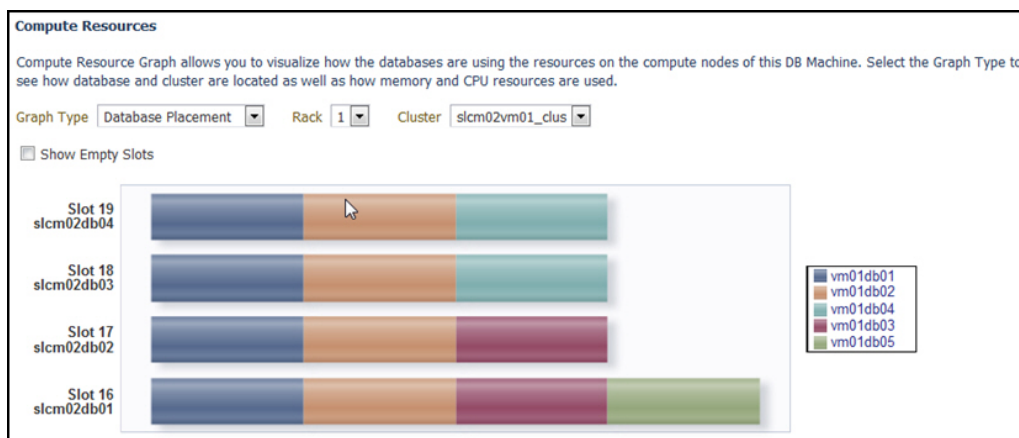 Compute Resources
Compute Resource Graph allows you to visualize how the databases are using the resources on the compute nodes of this DB Machine. Select the Graph Type to
see how database and cluster are located as well as how memory and CPU resources are used.
Graph Type Database Placement Rack 1 Cluster slcm02vm01_clus
Show Empty Slots
Slot 19
slcm02db04
Slot 18
slcm02db03
Slot 17
slcm02db02
Slot 16
slcm02db01
vm01db01
vm01db02
vm01db04
vm01db03
vm01db05